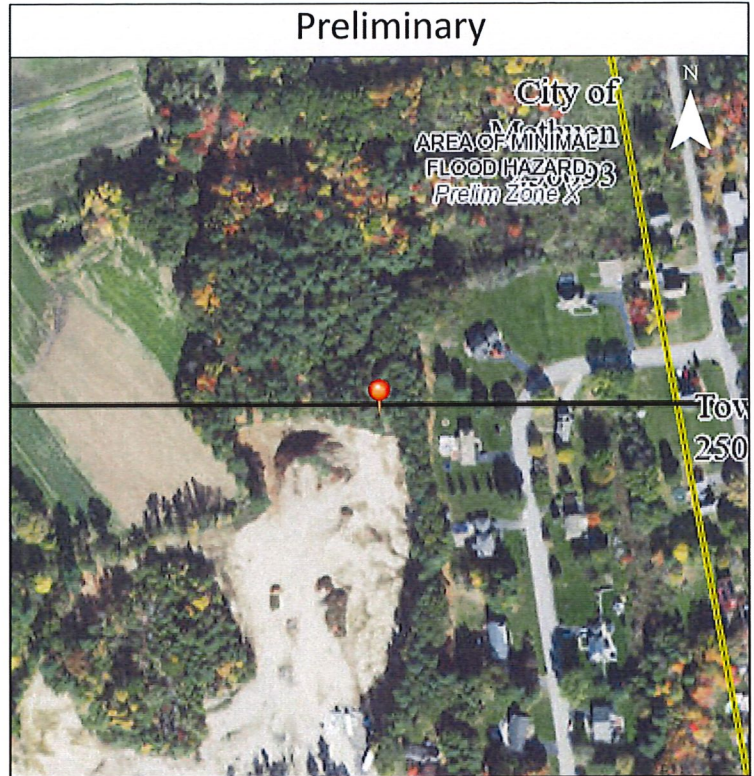 Preliminary
N
City of
AREA OF MINIMAL
FLOOD HAZARD
Prelim Zone X
Tow
250